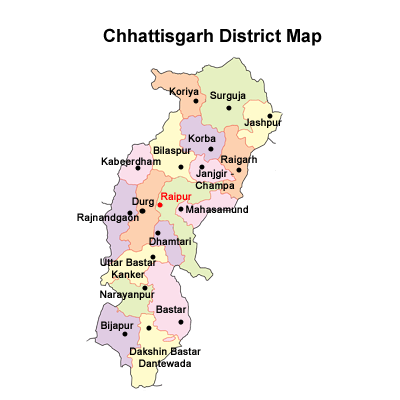 Chhattisgarh District Map
Koriya
Surguja
Jashpur
Korba
Bilaspur
Kabeerdham
Raigarh
Janjgir -
Champa
Raipur
Durg
Mahasamund
Rajnandgaon
Dhamtari
Uttar Bastar
Kanker
Narayanpur
Bastar
Bijapur
Dakshin Bastar
Dantewada